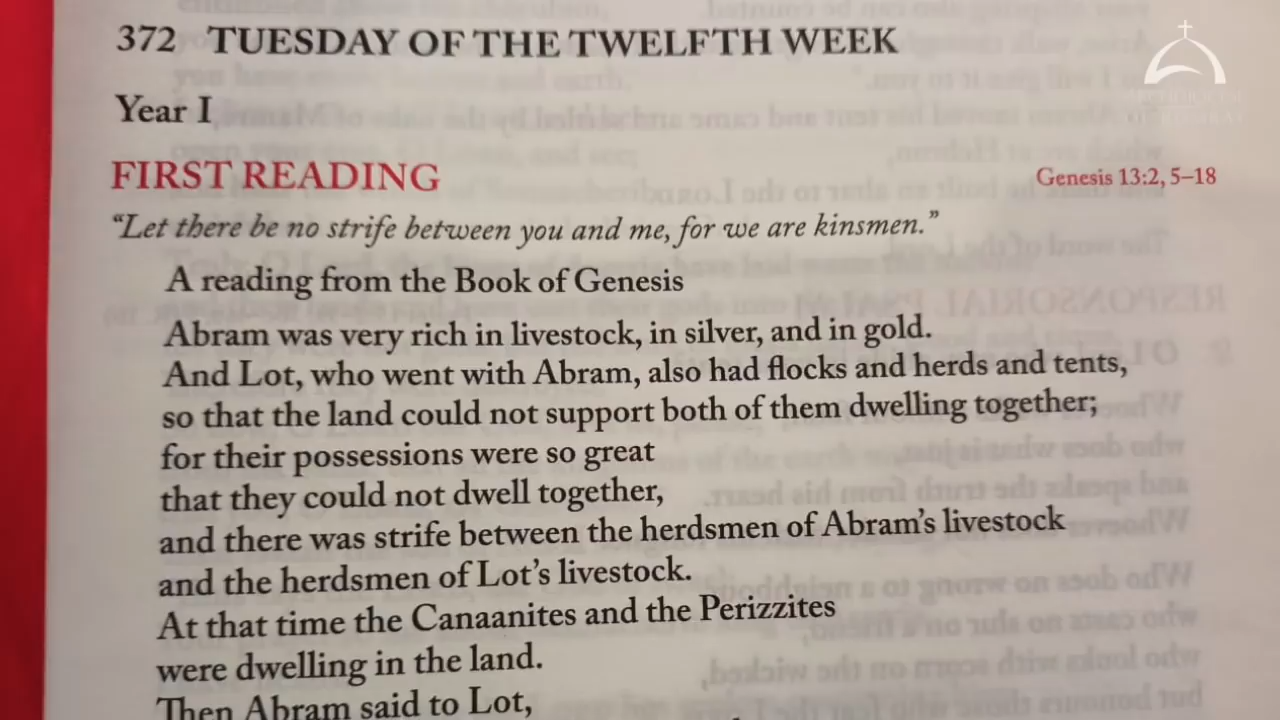 372 TUESDAY OF THE TWELFTH WEEK
Year I
FIRST READING
Genesis 13:2, 5–18
“Let there be no strife between you and me, for we are kinsmen.”
A reading from the Book of Genesis
Abram was very rich in livestock, in silver, and in gold.
And Lot, who went with Abram, also had flocks and herds and tents,
so that the land could not support both of them dwelling together;
for their possessions were so great
that they could not dwell together,
and there was strife between the herdsmen of Abram’s livestock
and the herdsmen of Lot’s livestock.
At that time the Canaanites and the Perizzites
were dwelling in the land.
Then Abram said to Lot,